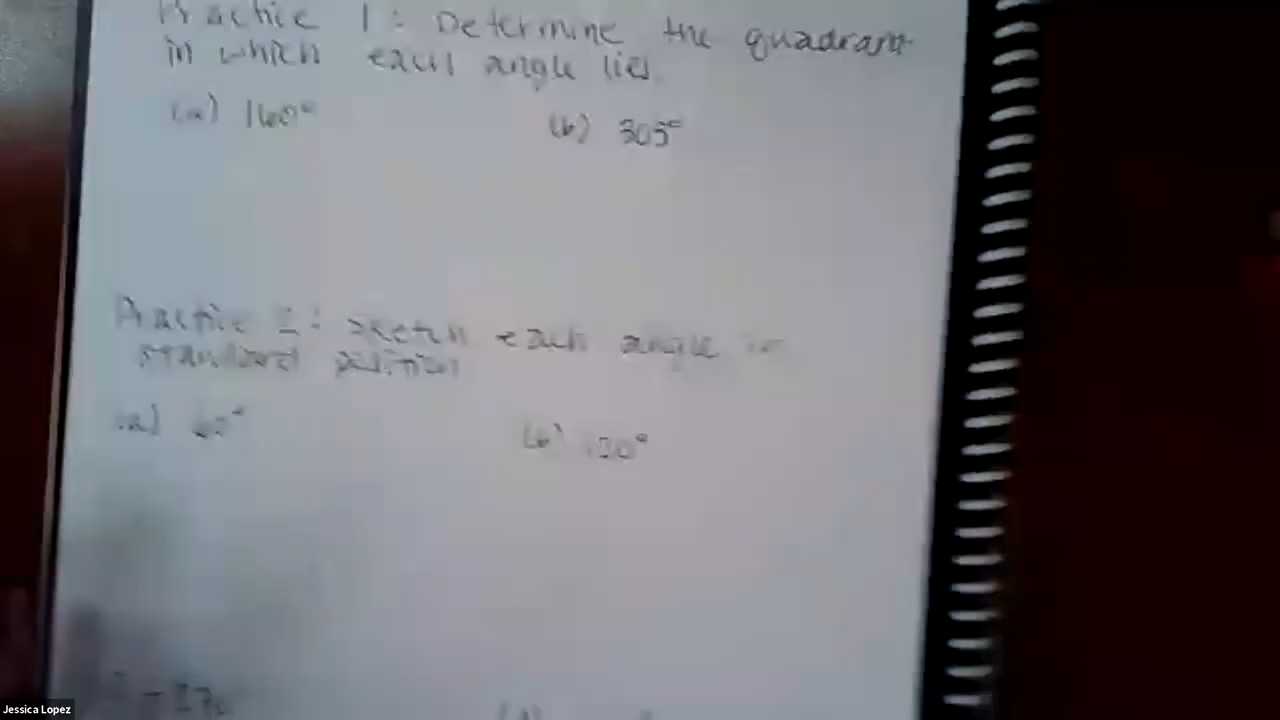 Practice 1: Determine the quadrant
in which each angle lies.
(a) 160° (b) 305°
Practice 2: Sketch each angle in
standard position
(a) 60° (b)
Jessica Lopez